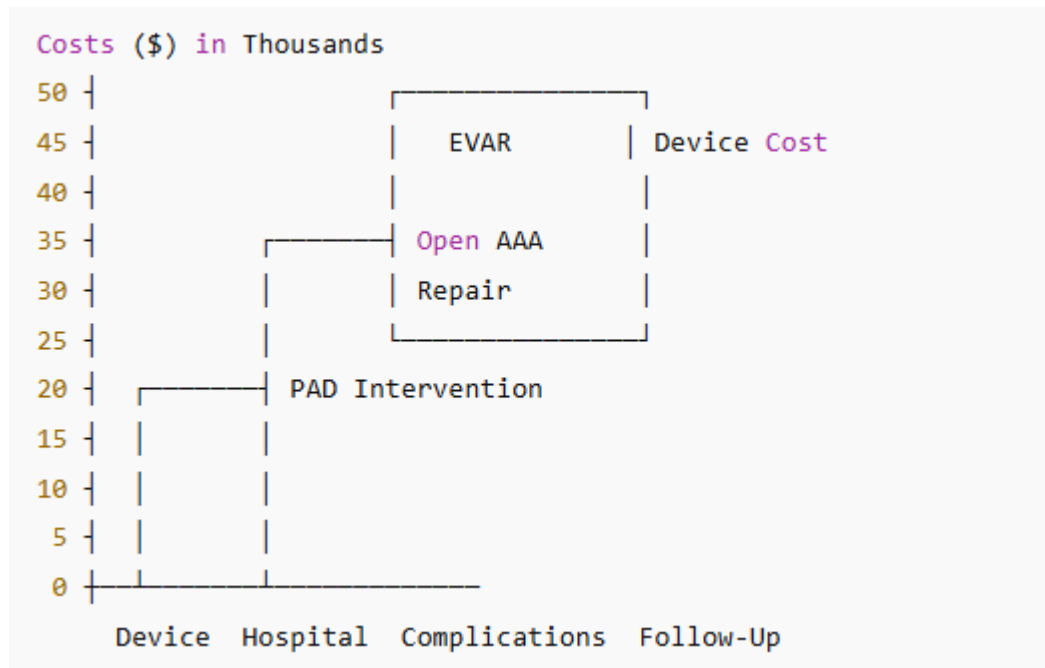 Costs ($) in Thousands
50
45 EVAR Device Cost
40
35 Open AAA
30 Repair
25
20 PAD Intervention
15
10
5
0
Device Hospital Complications Follow-Up